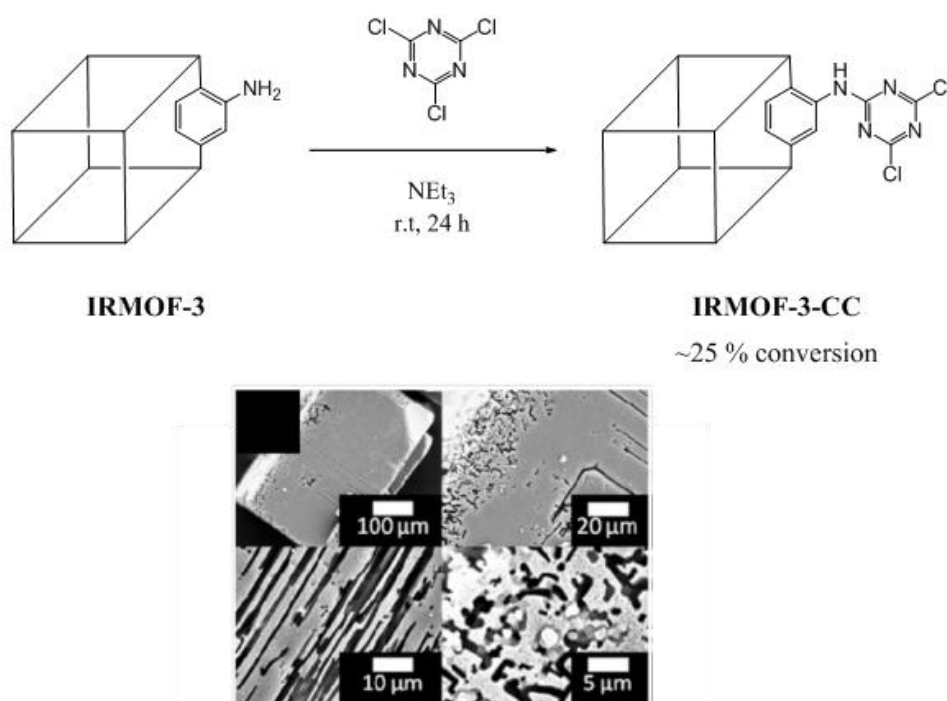 Cl
Cl
N
N
N
Cl
NH2
NEt3
r.t, 24 h
H
N
N
Cl
N
N
Cl
IRMOF-3
IRMOF-3-CC
~25 % conversion
100 μm
20 μm
10 μm
5 μm